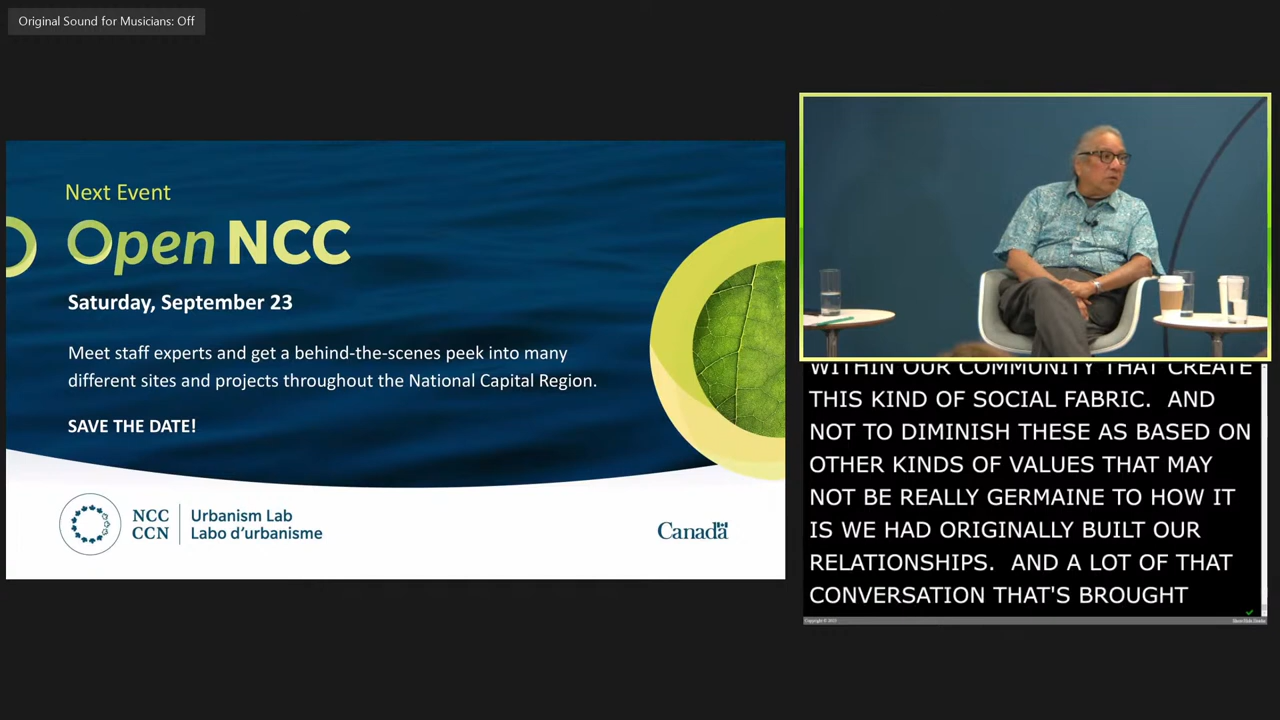 Original Sound for Musicians: Off
Next Event
Open NCC
Saturday, September 23
Meet staff experts and get a behind-the-scenes peek into many
different sites and projects throughout the National Capital Region.
SAVE THE DATE!
NCC
CCN
Urbanism Lab
Labo d'urbanisme
Canada
WITHIN OUR COMMUNITY THAT CREATE
THIS KIND OF SOCIAL FABRIC.  AND
NOT TO DIMINISH THESE AS BASED ON
OTHER KINDS OF VALUES THAT MAY
NOT BE REALLY GERMAINE TO HOW IT
IS WE HAD ORIGINALLY BUILT OUR
RELATIONSHIPS.  AND A LOT OF THAT
CONVERSATION THAT'S BROUGHT